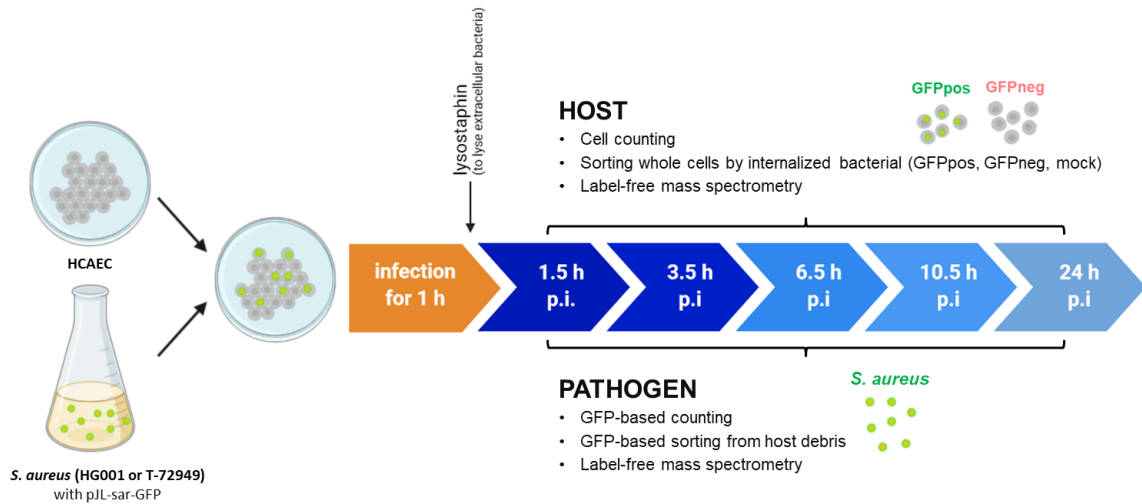 lysostaphin
(to lyse extracellular bacteria)
GFPpos GFPneg
HOST
• Cell counting
• Sorting whole cells by internalized bacterial (GFPpos, GFPneg, mock)
• Label-free mass spectrometry
HCAEC
infection
for 1 h
1.5 h
p.i.
3.5 h
p.i
6.5 h
p.i
10.5 h
p.i
24 h
p.i
PATHOGEN
• GFP-based counting
• GFP-based sorting from host debris
• Label-free mass spectrometry
S. aureus
S. aureus (HG001 or T-72949)
with pJL-sar-GFP